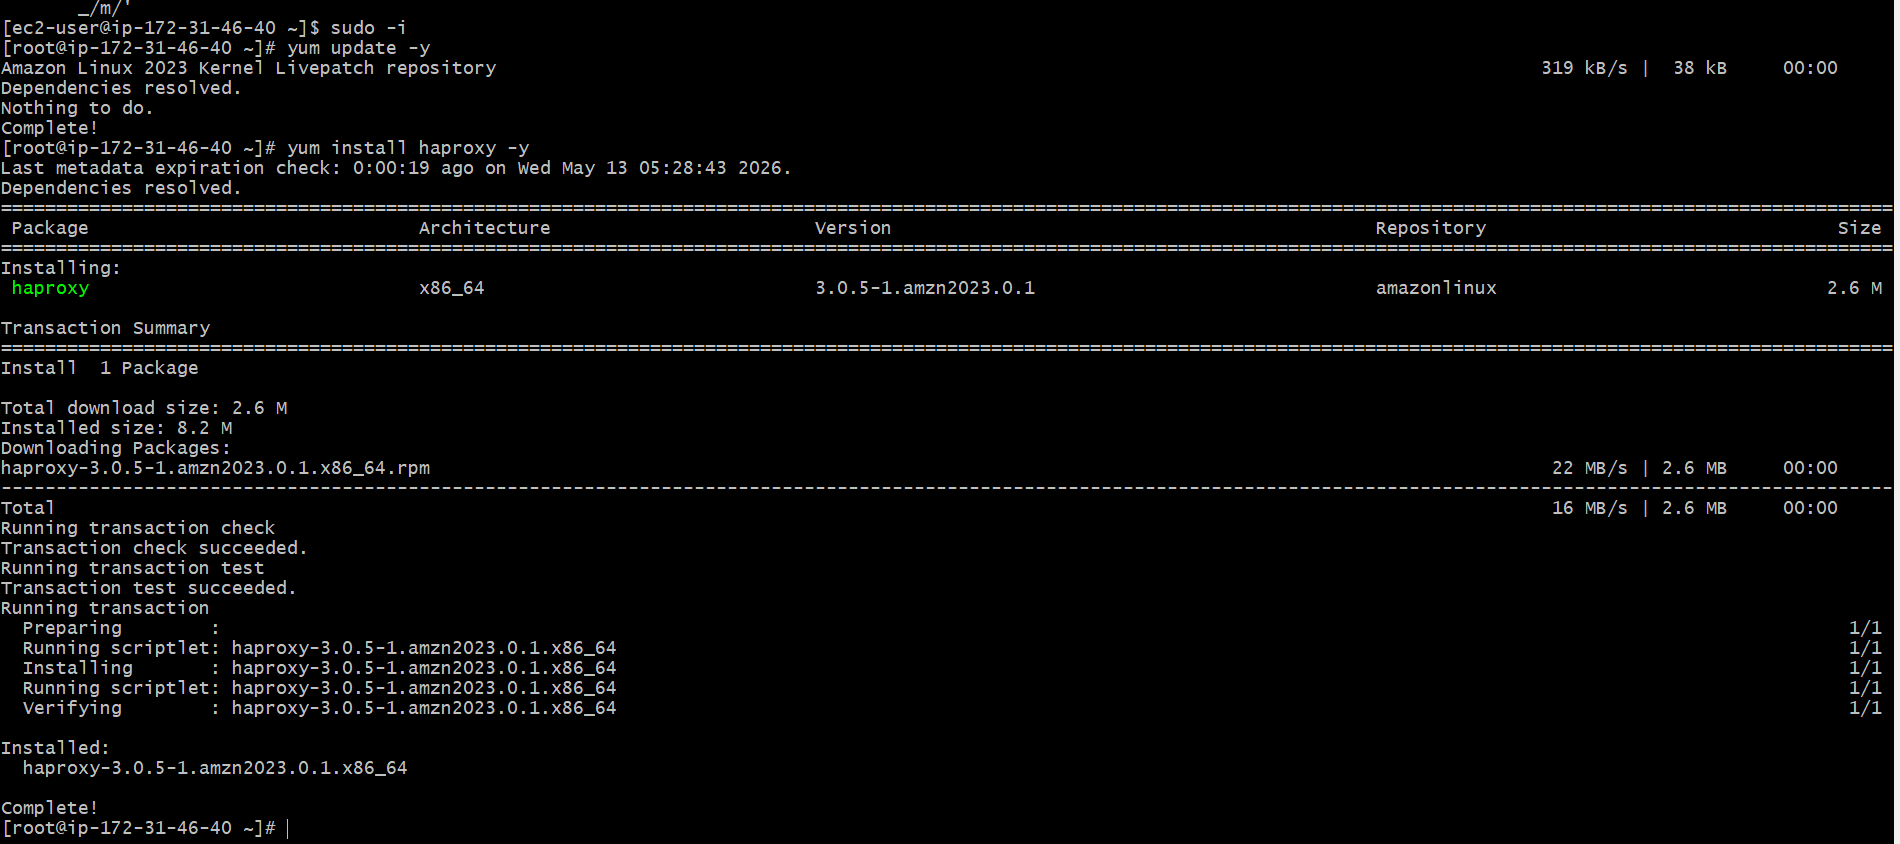 _/m/'
[ec2-user@ip-172-31-46-40 ~]$ sudo -i
[root@ip-172-31-46-40 ~]# yum update -y
Amazon Linux 2023 Kernel Livepatch repository 319 kB/s | 38 kB 00:00
Dependencies resolved.
Nothing to do.
Complete!
[root@ip-172-31-46-40 ~]# yum install haproxy -y
Last metadata expiration check: 0:00:19 ago on Wed May 13 05:28:43 2026.
Dependencies resolved.
Package Architecture Version Repository Size
Installing:
haproxy x86_64 3.0.5-1.amzn2023.0.1 amazonlinux 2.6 M
Transaction Summary
Install 1 Package
Total download size: 2.6 M
Installed size: 8.2 M
Downloading Packages:
haproxy-3.0.5-1.amzn2023.0.1.x86_64.rpm 22 MB/s | 2.6 MB 00:00
Total 16 MB/s | 2.6 MB 00:00
Running transaction check
Transaction check succeeded.
Running transaction test
Transaction test succeeded.
Running transaction
Preparing : 1/1
Running scriptlet: haproxy-3.0.5-1.amzn2023.0.1.x86_64 1/1
Installing : haproxy-3.0.5-1.amzn2023.0.1.x86_64 1/1
Running scriptlet: haproxy-3.0.5-1.amzn2023.0.1.x86_64 1/1
Verifying : haproxy-3.0.5-1.amzn2023.0.1.x86_64 1/1
Installed:
haproxy-3.0.5-1.amzn2023.0.1.x86_64
Complete!
[root@ip-172-31-46-40 ~]#